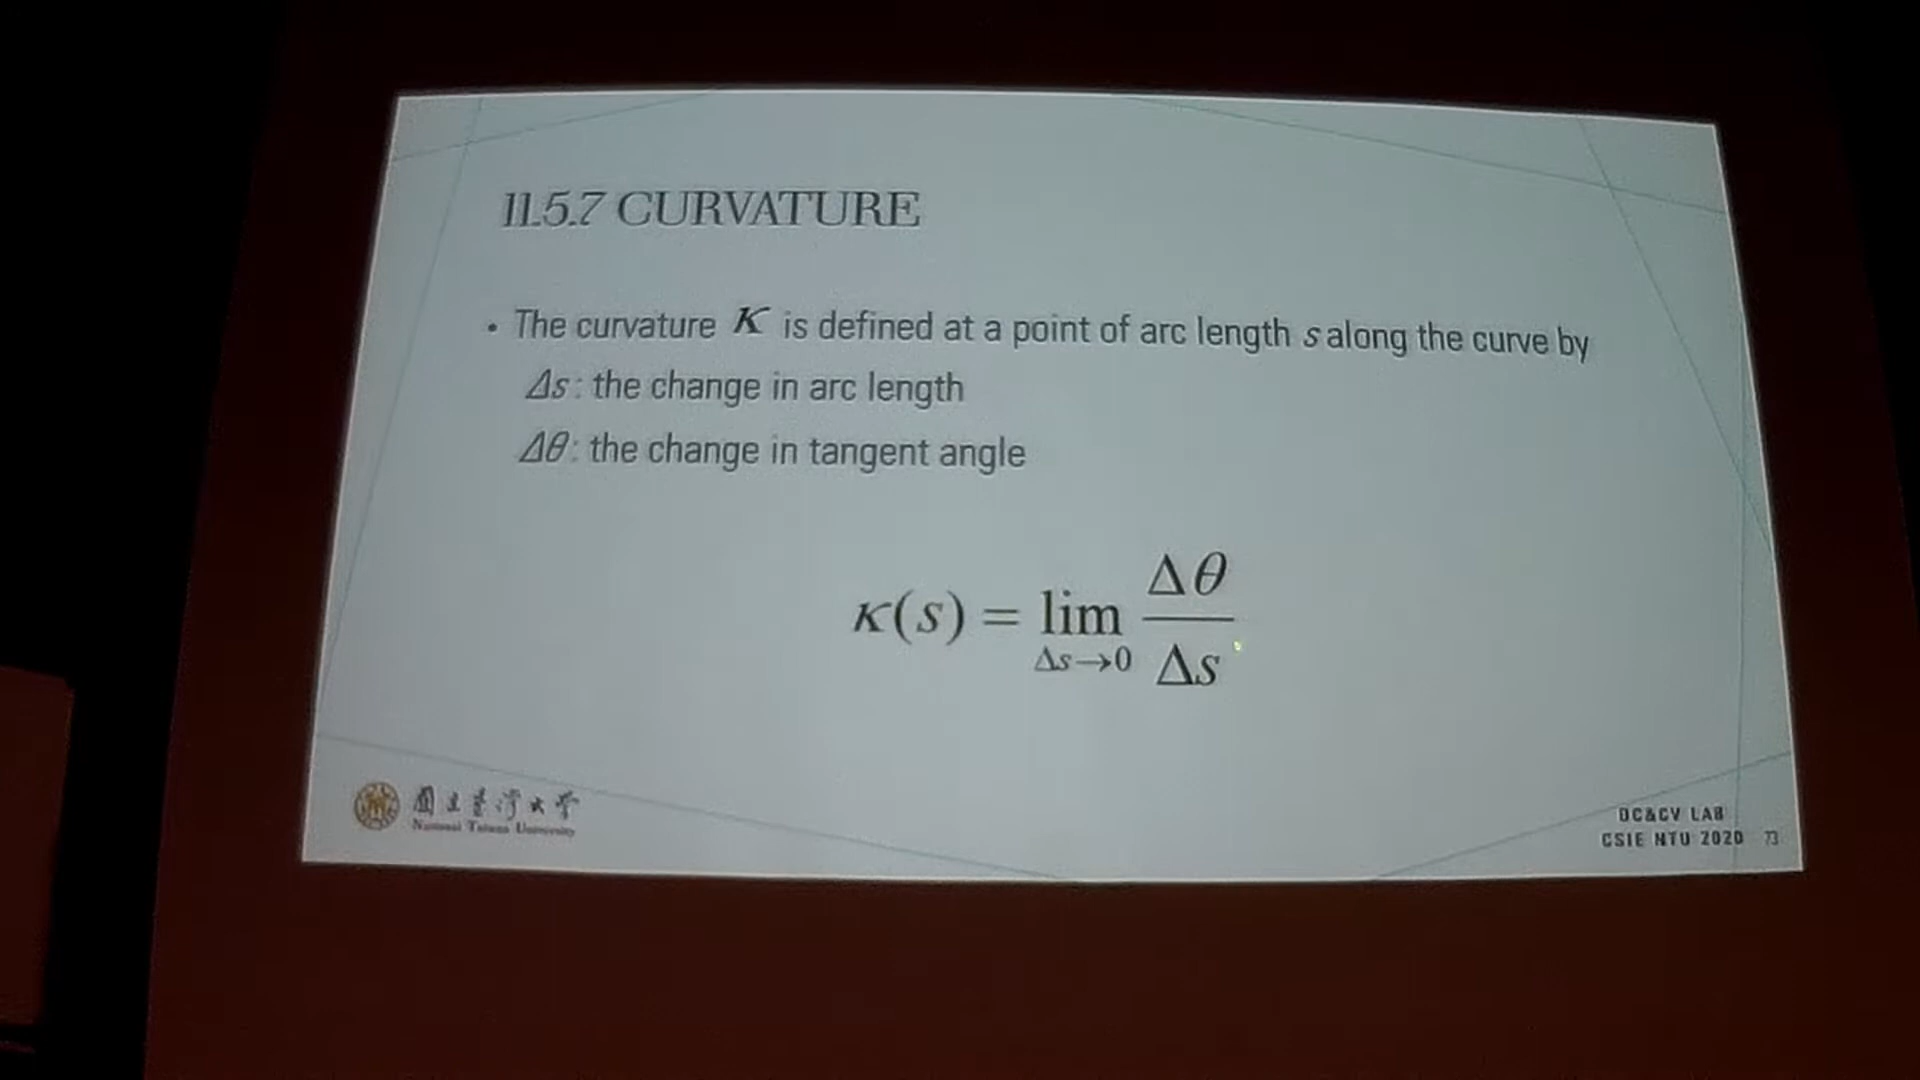 11.5.7 CURVATURE
• The curvature κ is defined at a point of arc length s along the curve by
Δs : the change in arc length
Δθ : the change in tangent angle
κ(s) = lim Δs→0 Δθ / Δs
國立臺灣大學
National Taiwan University
DC&CV LAB
CSIE NTU 2020 73